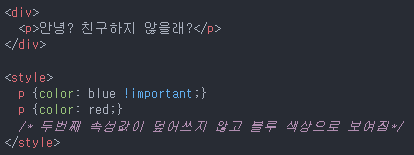 <div>
<p>안녕? 친구하지 않을래?</p>
</div>
<style>
p {color: blue !important;}
p {color: red;}
/* 두번째 속성값이 덮어쓰지 않고 블루 색상으로 보여짐*/
</style>